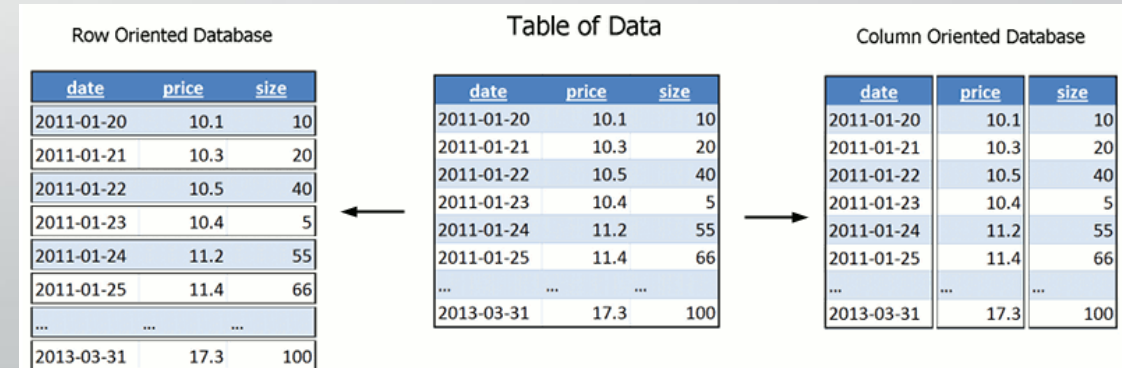 Row Oriented Database
date price size
2011-01-20 10.1 10
2011-01-21 10.3 20
2011-01-22 10.5 40
2011-01-23 10.4 5
2011-01-24 11.2 55
2011-01-25 11.4 66
... ... ...
2013-03-31 17.3 100
Table of Data
date price size
2011-01-20 10.1 10
2011-01-21 10.3 20
2011-01-22 10.5 40
2011-01-23 10.4 5
2011-01-24 11.2 55
2011-01-25 11.4 66
... ... ...
2013-03-31 17.3 100
Column Oriented Database
date price size
2011-01-20 10.1 10
2011-01-21 10.3 20
2011-01-22 10.5 40
2011-01-23 10.4 5
2011-01-24 11.2 55
2011-01-25 11.4 66
... ... ...
2013-03-31 17.3 100